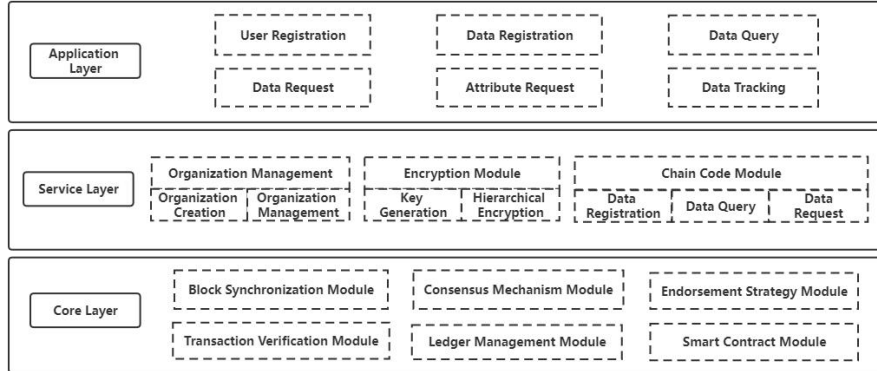 Application
Layer
User Registration
Data Registration
Data Query
Data Request
Attribute Request
Data Tracking
Service Layer
Organization Management
Encryption Module
Chain Code Module
Organization
Creation
Organization
Management
Key
Generation
Hierarchical
Encryption
Data
Registration
Data Query
Data
Request
Core Layer
Block Synchronization Module
Consensus Mechanism Module
Endorsement Strategy Module
Transaction Verification Module
Ledger Management Module
Smart Contract Module